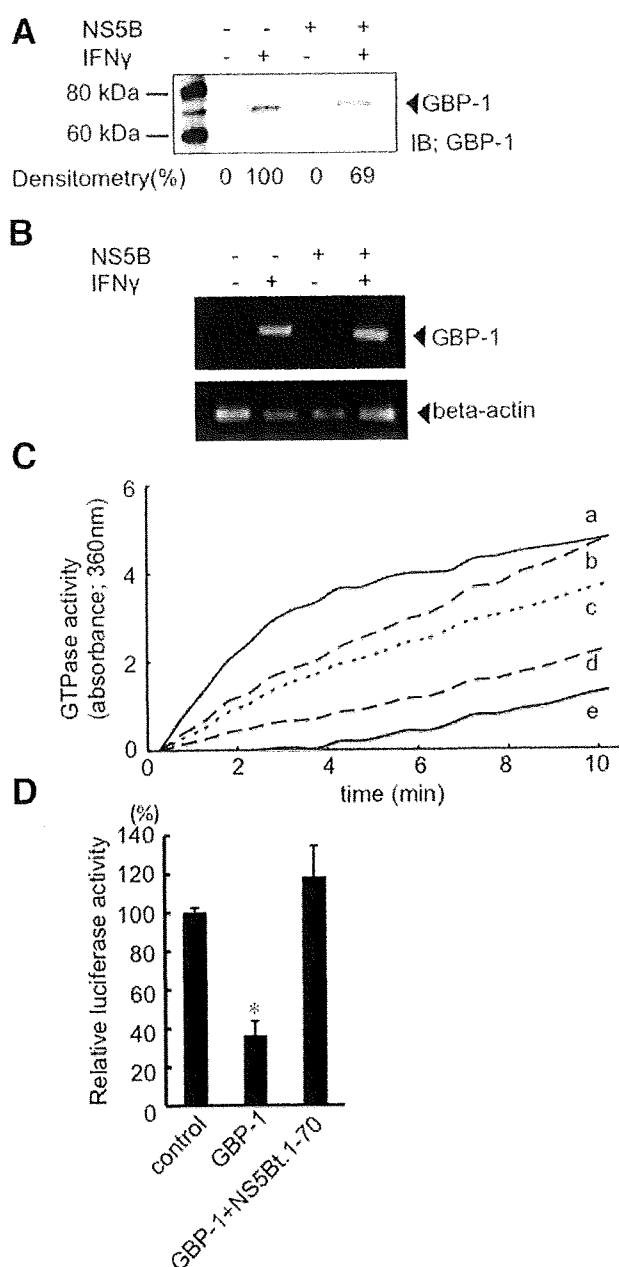 A
NS5B - - + +
IFNγ - + - +
80 kDa
60 kDa
GBP-1
IB; GBP-1
Densitometry(%) 0 100 0 69
B
NS5B - - + +
IFNγ - + - +
GBP-1
beta-actin
C
GTPase activity
(absorbance; 360nm)
6
4
2
0
a
b
c
d
e
0 2 4 6 8 10
time (min)
D
(%)
Relative luciferase activity
140
120
100
80
60
40
20
0
*
control
GBP-1
GBP-1+NS5Bt.1-70